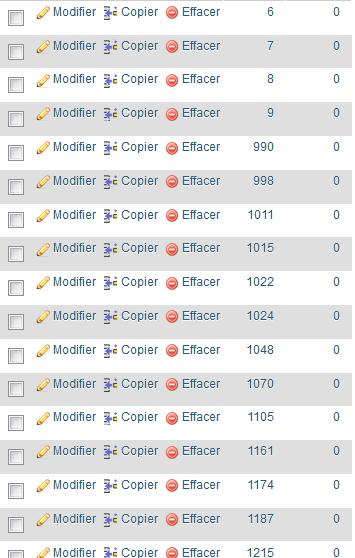 Modifier Copier Effacer 6 0
Modifier Copier Effacer 7 0
Modifier Copier Effacer 8 0
Modifier Copier Effacer 9 0
Modifier Copier Effacer 990 0
Modifier Copier Effacer 998 0
Modifier Copier Effacer 1011 0
Modifier Copier Effacer 1015 0
Modifier Copier Effacer 1022 0
Modifier Copier Effacer 1024 0
Modifier Copier Effacer 1048 0
Modifier Copier Effacer 1070 0
Modifier Copier Effacer 1105 0
Modifier Copier Effacer 1161 0
Modifier Copier Effacer 1174 0
Modifier Copier Effacer 1187 0
Modifier Copier Effacer 1215 0